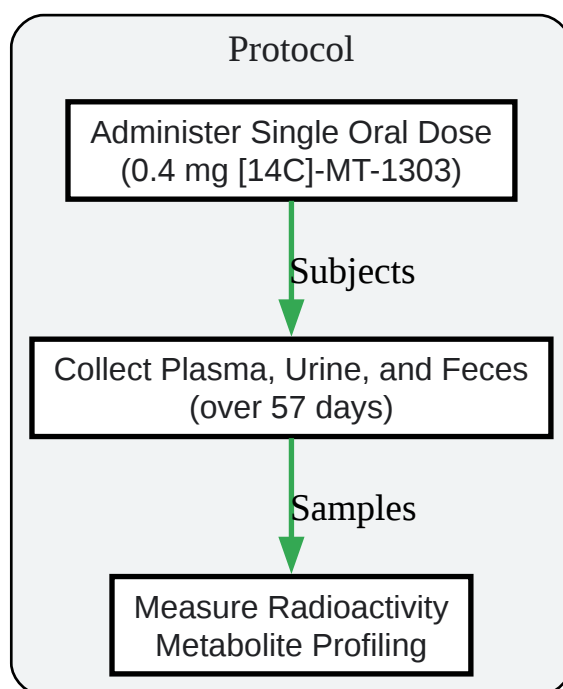 Protocol
Administer Single Oral Dose
(0.4 mg [14C]-MT-1303)
Subjects
Collect Plasma, Urine, and Feces
(over 57 days)
Samples
Measure Radioactivity
Metabolite Profiling